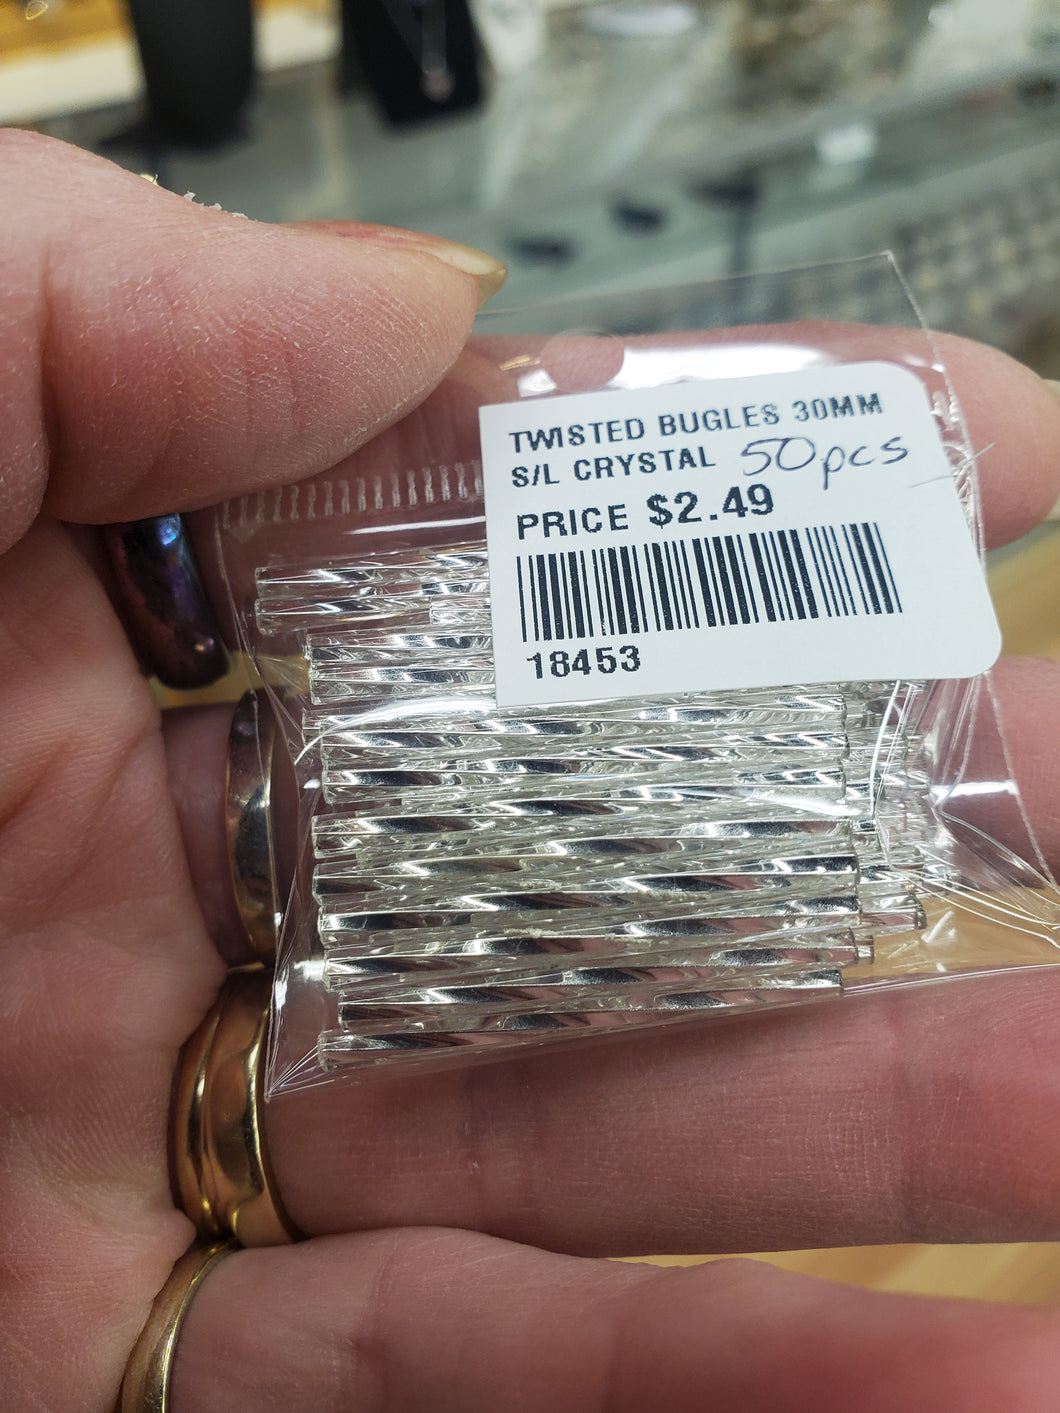 TWISTED BUGLES 30MM
S/L CRYSTAL 50pcs
PRICE $2.49
18453